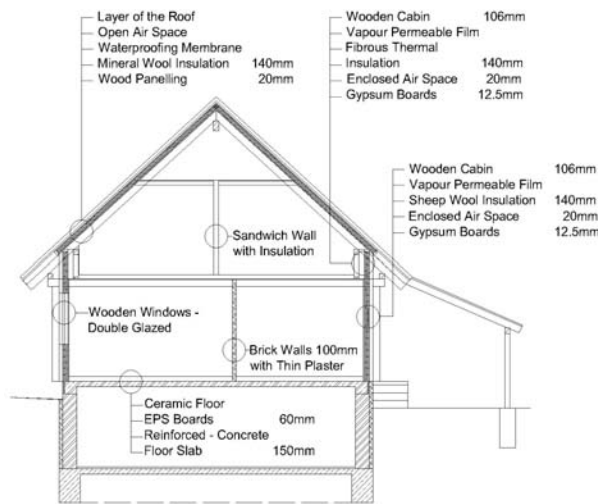 Layer of the Roof
Open Air Space
Waterproofing Membrane
Mineral Wool Insulation 140mm
Wood Panelling 20mm
Wooden Cabin 106mm
Vapour Permeable Film
Fibrous Thermal
Insulation 140mm
Enclosed Air Space 20mm
Gypsum Boards 12.5mm
Wooden Cabin 106mm
Vapour Permeable Film
Sheep Wool Insulation 140mm
Enclosed Air Space 20mm
Gypsum Boards 12.5mm
Sandwich Wall
with Insulation
Wooden Windows -
Double Glazed
Brick Walls 100mm
with Thin Plaster
Ceramic Floor
EPS Boards 60mm
Reinforced - Concrete
Floor Slab 150mm